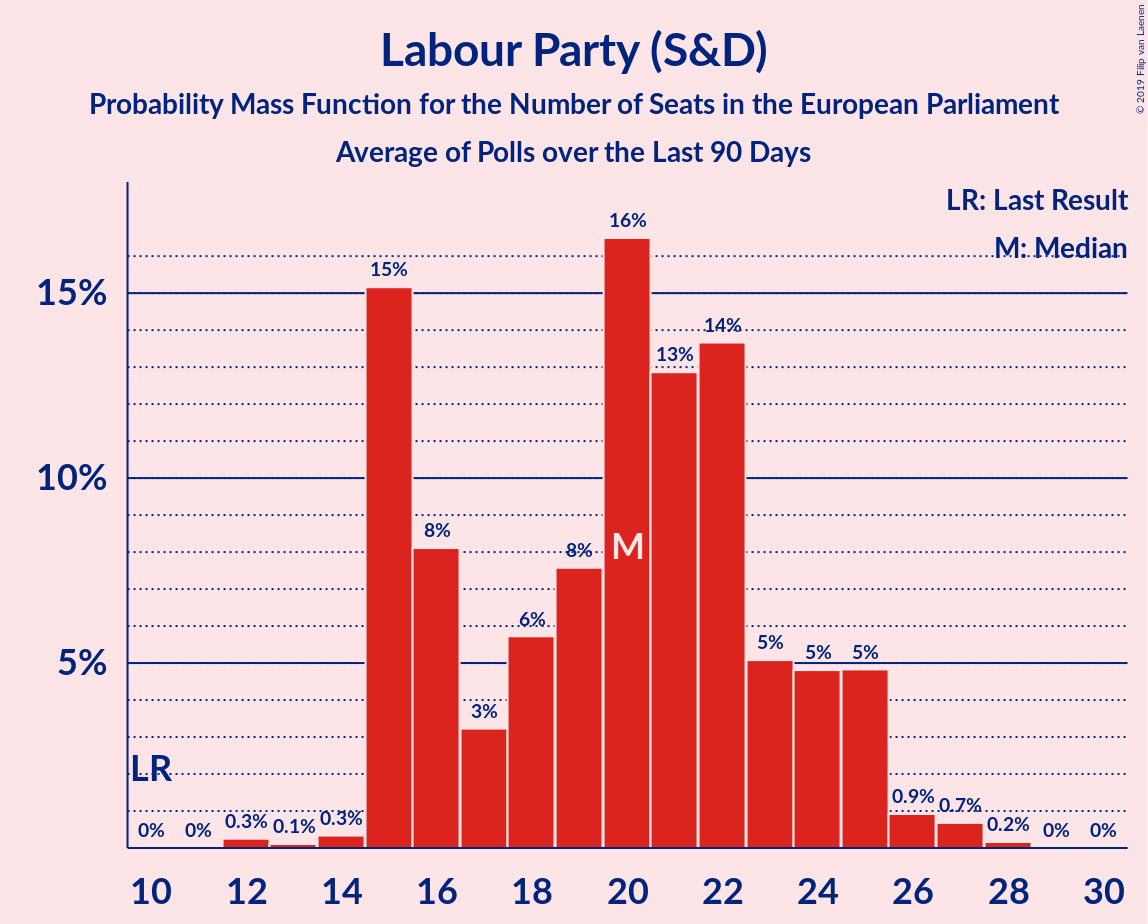 Labour Party (S&D)
Probability Mass Function for the Number of Seats in the European Parliament
Average of Polls over the Last 90 Days
© 2019 Filip van Laenen
LR: Last Result
M: Median
15%
10%
5%
0%
0%
0.3%
0.1%
0.3%
15%
8%
3%
6%
8%
16%
13%
14%
5%
5%
5%
0.9%
0.7%
0.2%
0%
0%
LR
M
10 12 14 16 18 20 22 24 26 28 30